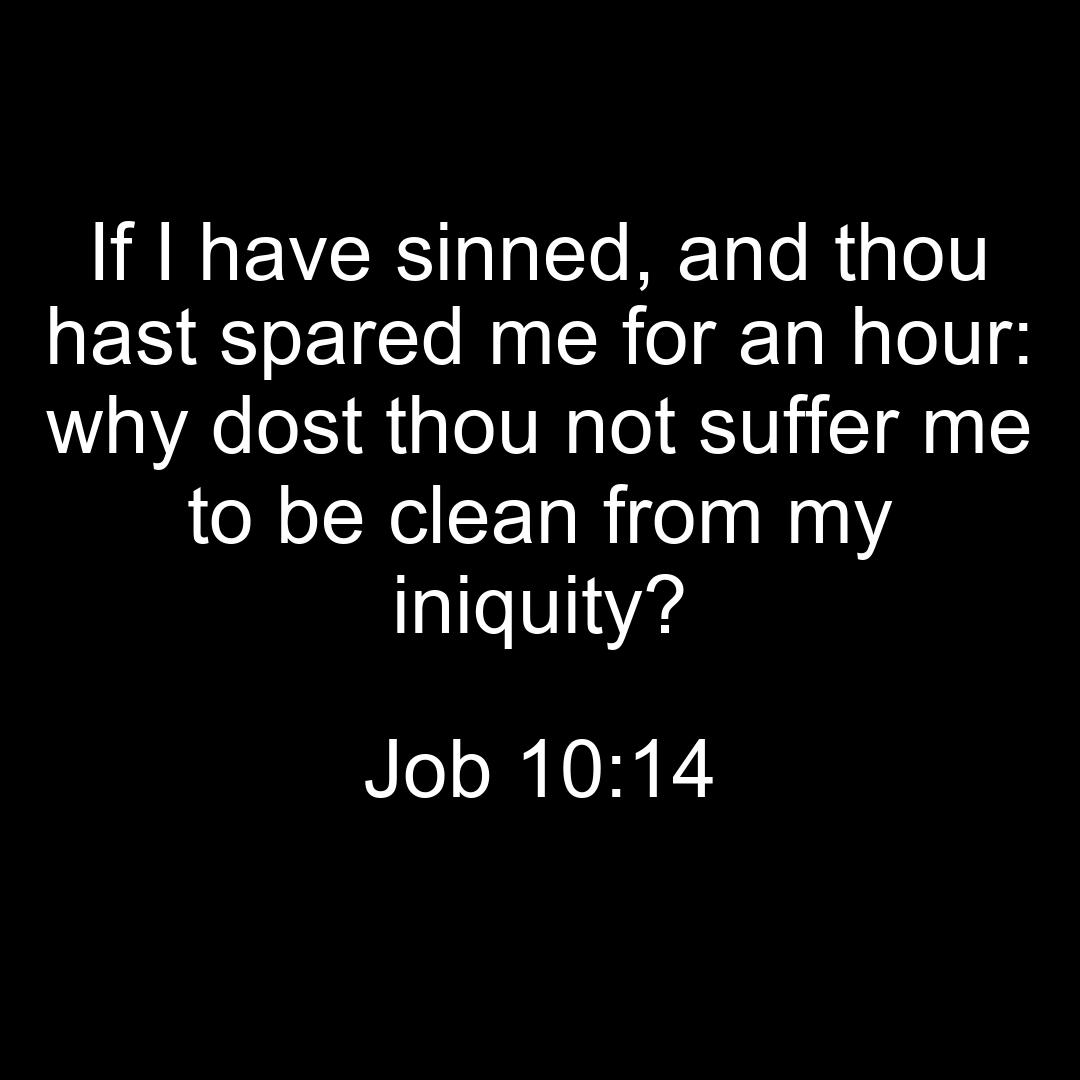 If I have sinned, and thou
hast spared me for an hour:
why dost thou not suffer me
to be clean from my
iniquity?
Job 10:14